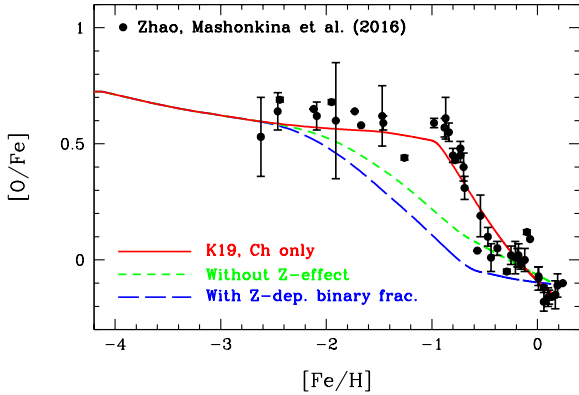 1
Zhao, Mashonkina et al. (2016)
0.5
[O/Fe]
0
K19, Ch only
Without Z-effect
With Z-dep. binary frac.
−4 −3 −2 −1 0
[Fe/H]